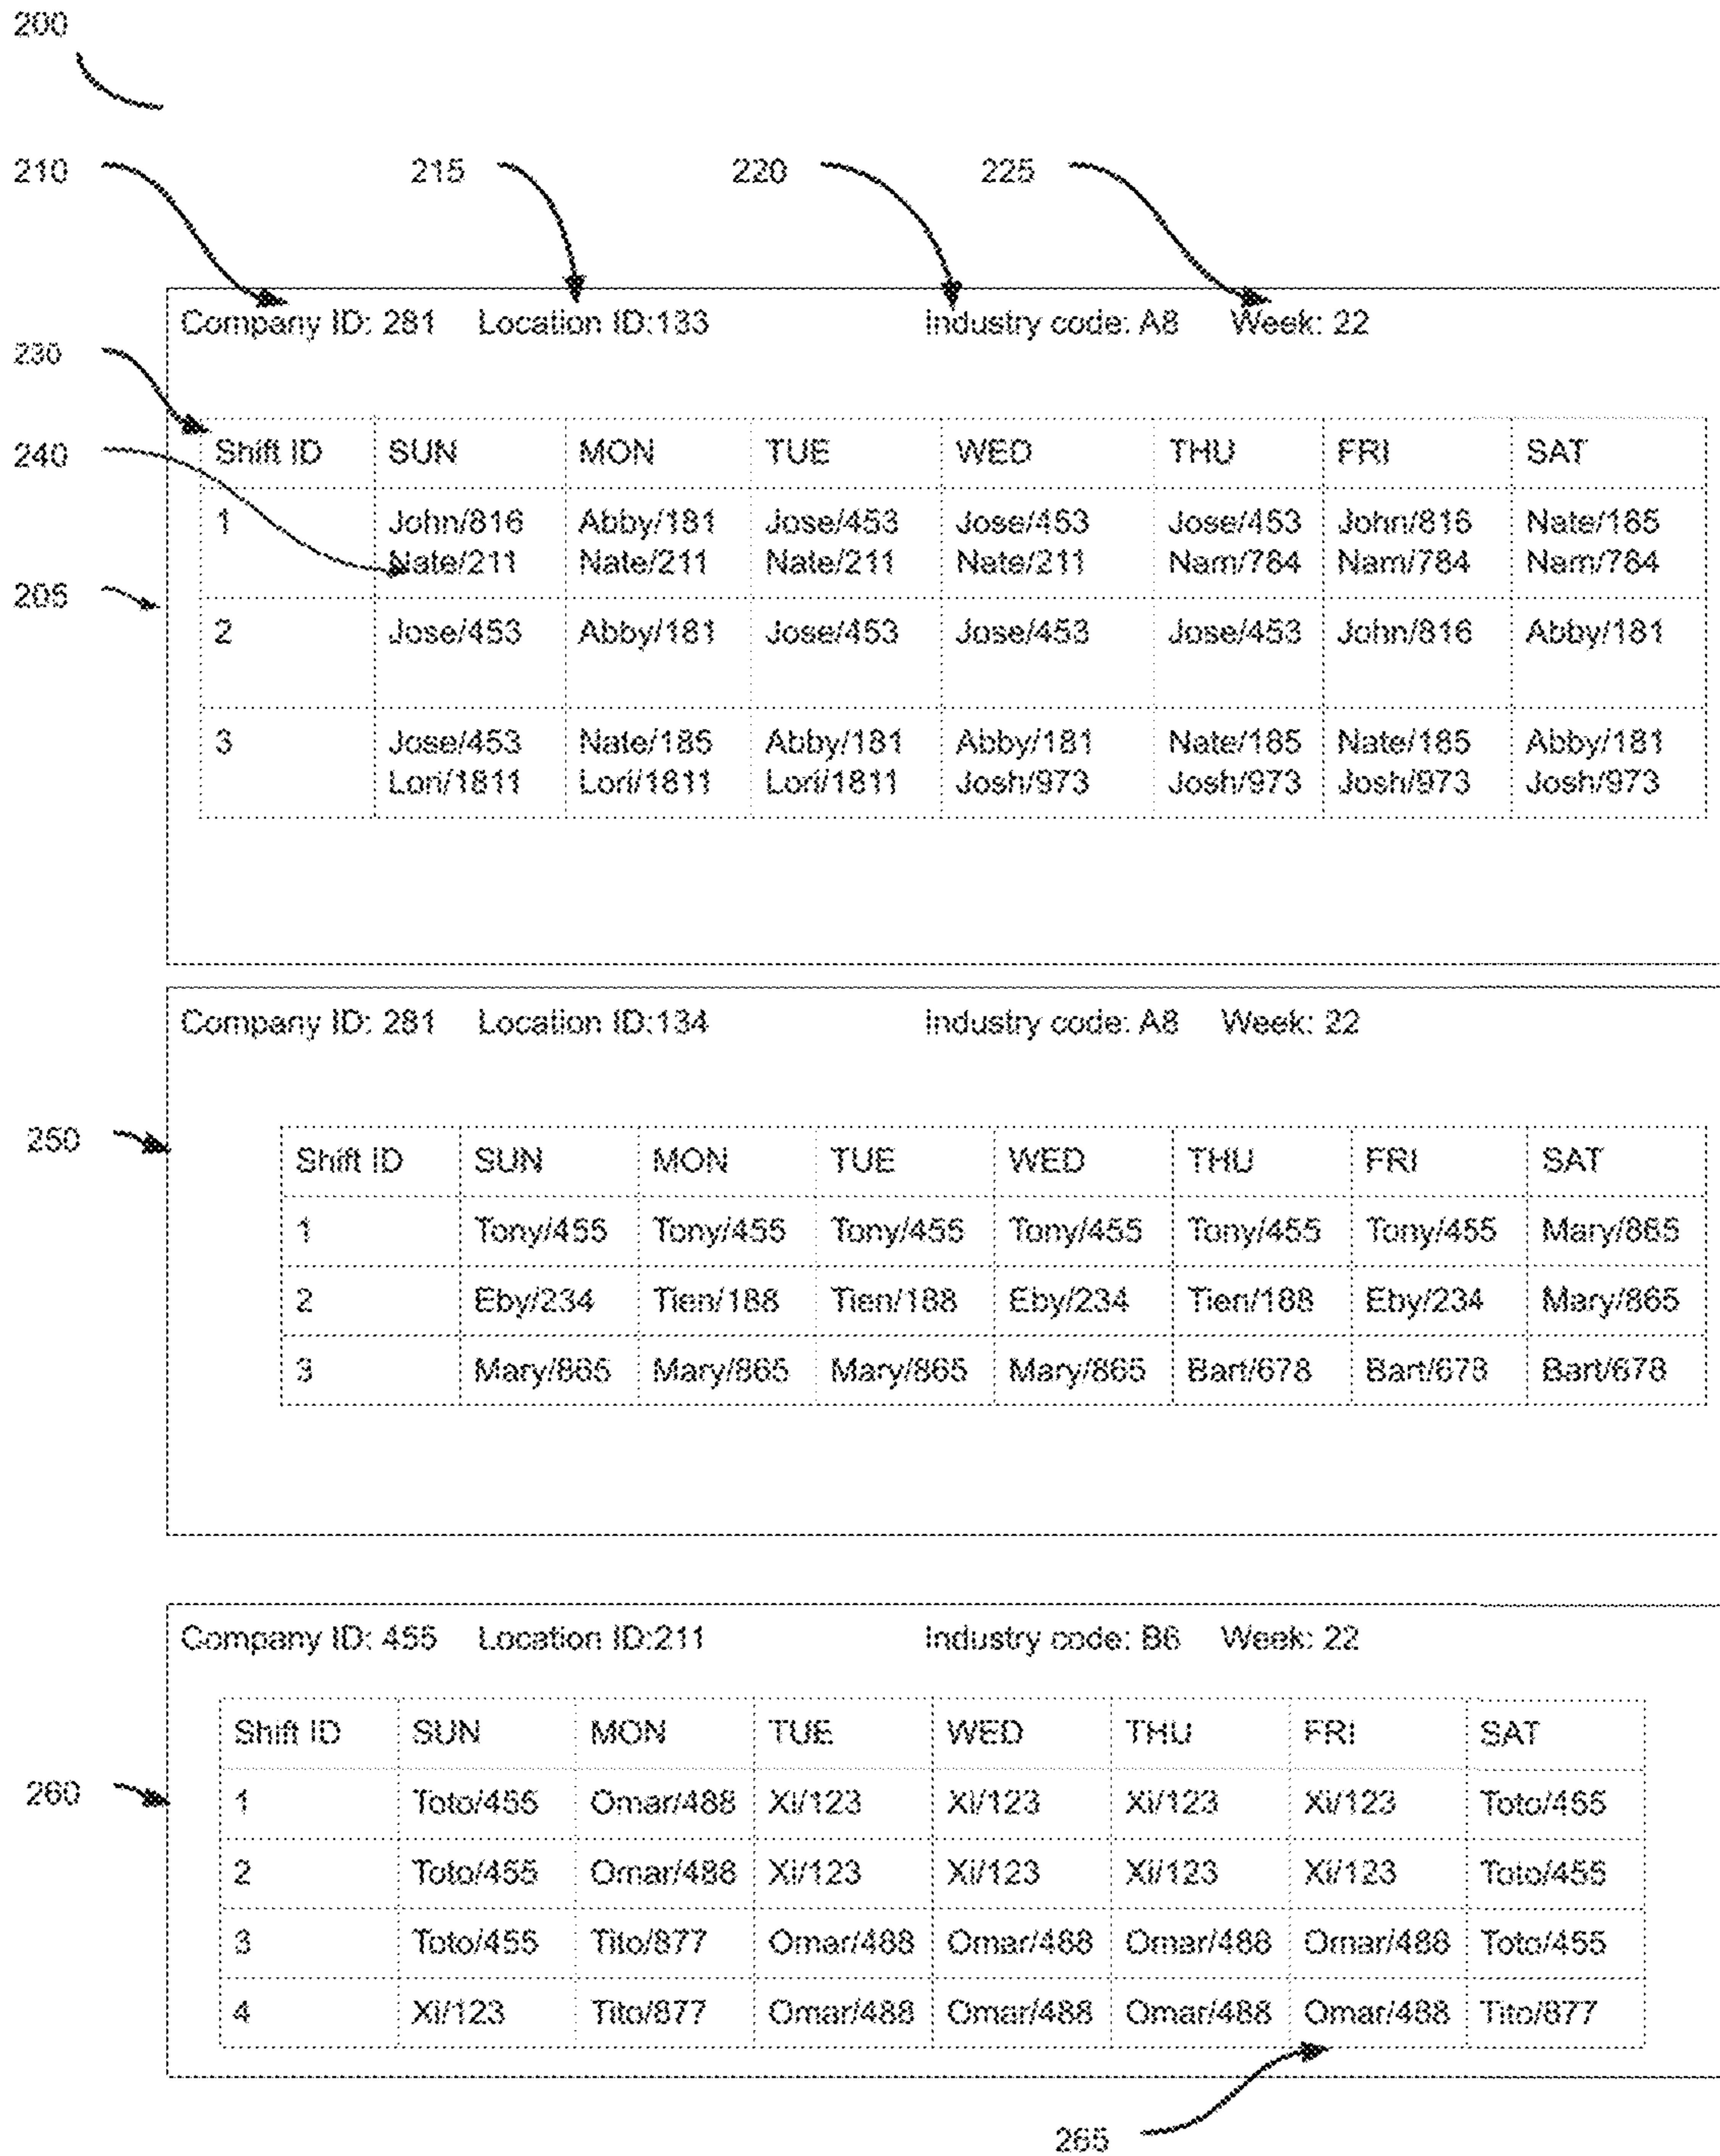 200
210 215 220 225
Company ID: 281 Location ID:133 Industry code: A8 Week: 22
230
Shift ID SUN MON TUE WED THU FRI SAT
240
1 John/816 Abby/181 Jose/453 Jose/453 Jose/453 John/816 Nate/185
Nate/211 Nate/211 Nate/211 Nate/211 Nam/784 Nam/784 Nam/784
205
2 Jose/453 Abby/181 Jose/453 Jose/453 Jose/453 John/816 Abby/181
3 Jose/453 Nate/185 Abby/181 Abby/181 Nate/185 Nate/185 Abby/181
Lori/1811 Lori/1811 Lori/1811 Josh/973 Josh/973 Josh/973 Josh/973
Company ID: 281 Location ID:134 Industry code: A8 Week: 22
250
Shift ID SUN MON TUE WED THU FRI SAT
1 Tony/455 Tony/455 Tony/455 Tony/455 Tony/455 Tony/455 Mary/865
2 Eby/234 Tien/188 Tien/188 Eby/234 Tien/188 Eby/234 Mary/865
3 Mary/865 Mary/865 Mary/865 Mary/865 Bart/678 Bart/678 Bart/678
Company ID: 455 Location ID:211 Industry code: B6 Week: 22
Shift ID SUN MON TUE WED THU FRI SAT
260
1 Toto/455 Omar/488 Xi/123 Xi/123 Xi/123 Xi/123 Toto/455
2 Toto/455 Omar/488 Xi/123 Xi/123 Xi/123 Xi/123 Toto/455
3 Toto/455 Tito/877 Omar/488 Omar/488 Omar/488 Omar/488 Toto/455
4 Xi/123 Tito/877 Omar/488 Omar/488 Omar/488 Omar/488 Tito/877
265